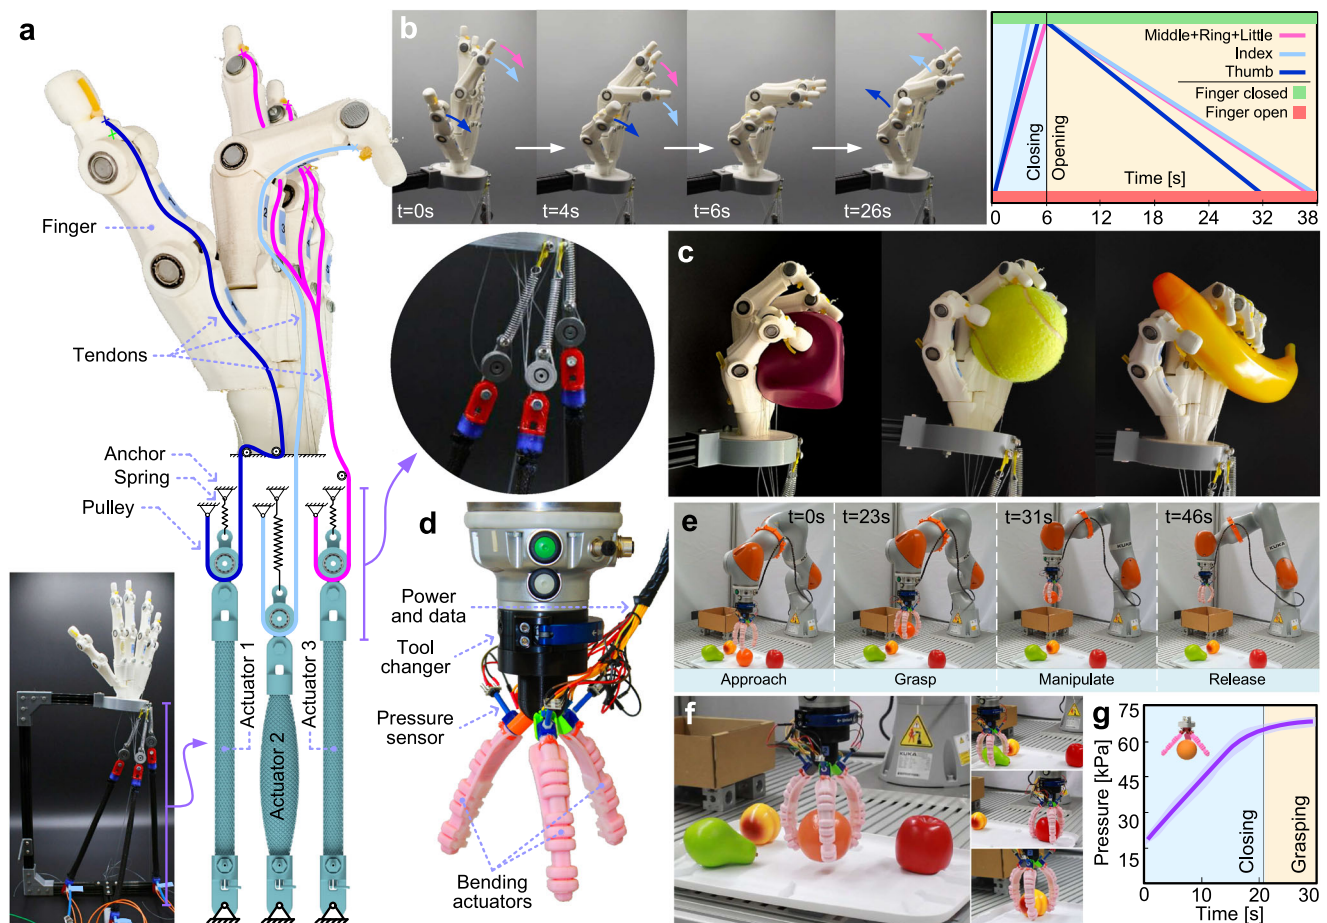 a
Finger
Tendons
Anchor
Spring
Pulley
Actuator 1
Actuator 2
Actuator 3
b
t=0s
t=4s
t=6s
t=26s
Middle+Ring+Little
Index
Thumb
Finger closed
Finger open
Closing
Opening
Time [s]
0 6 12 18 24 32 38
c
d
Power
and data
Tool
changer
Pressure
sensor
Bending
actuators
e
t=0s
t=23s
t=31s
t=46s
KUKA
KUKA
Approach
Grasp
Manipulate
Release
f
KUKA
g
75
60
45
30
15
Pressure [kPa]
Closing
Grasping
0 10 20 30
Time [s]